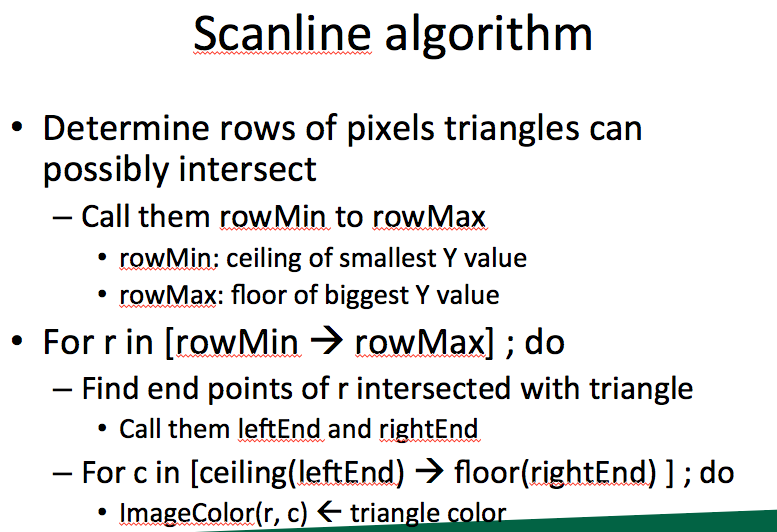 Scanline algorithm
• Determine rows of pixels triangles can
possibly intersect
– Call them rowMin to rowMax
• rowMin: ceiling of smallest Y value
• rowMax: floor of biggest Y value
• For r in [rowMin → rowMax] ; do
– Find end points of r intersected with triangle
• Call them leftEnd and rightEnd
– For c in [ceiling(leftEnd) → floor(rightEnd) ] ; do
• ImageColor(r, c) ← triangle color